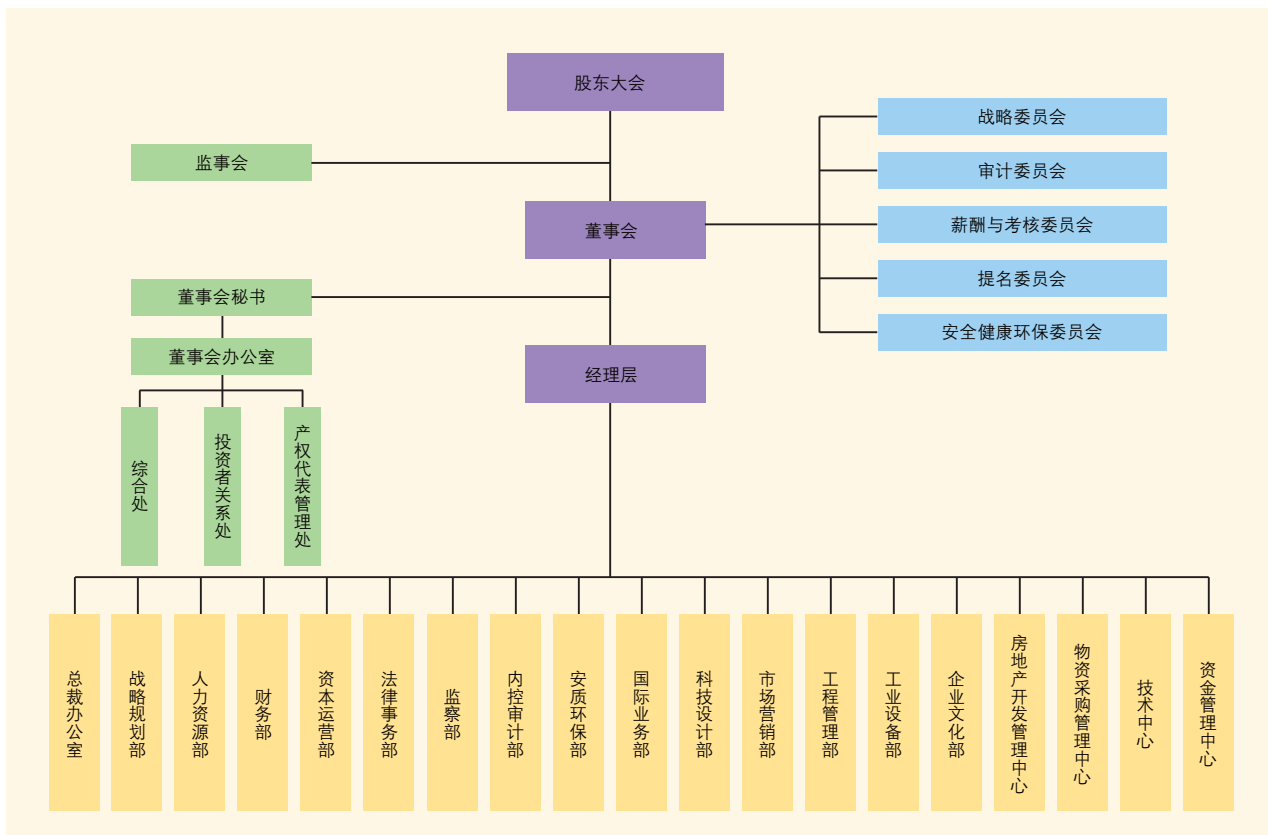 股东大会
战略委员会
监事会
审计委员会
薪酬与考核委员会
董事会
提名委员会
董事会秘书
安全健康环保委员会
董事会办公室
经理层
综合处
投资者关系处
产权代表管理处
总裁办公室
战略规划部
人力资源部
财务部
资本运营部
法律事务部
监察部
内控审计部
安质环保部
国际业务部
科技设计部
市场营销部
工程管理部
工业设备部
企业文化部
房地产开发管理中心
物资采购管理中心
技术中心
资金管理中心